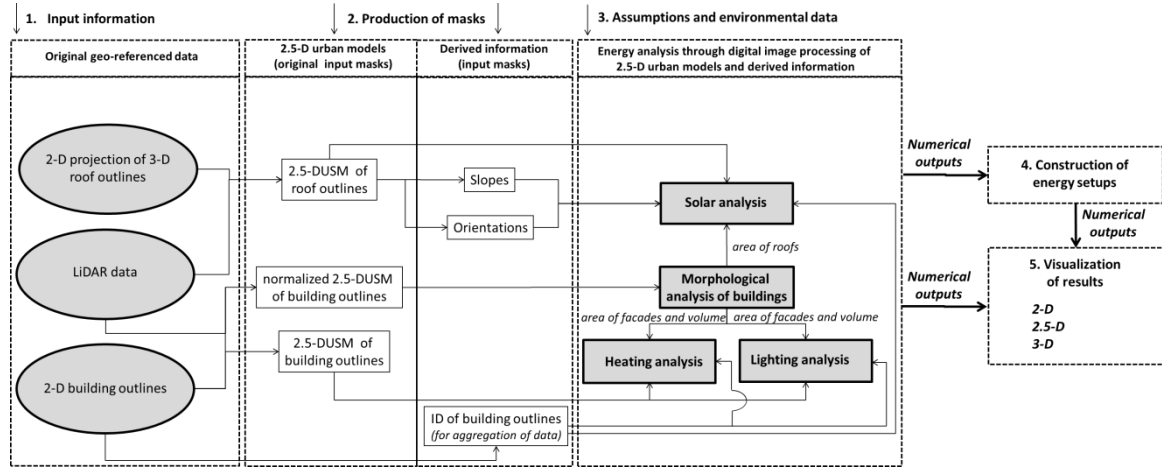 1. Input information
2. Production of masks
3. Assumptions and environmental data
Original geo-referenced data
2.5-D urban models
(original input masks)
Derived information
(input masks)
Energy analysis through digital image processing of
2.5-D urban models and derived information
2-D projection of 3-D
roof outlines
LiDAR data
2-D building outlines
2.5-DUSM of
roof outlines
normalized 2.5-DUSM
of building outlines
2.5-DUSM of
building outlines
Slopes
Orientations
ID of building outlines
(for aggregation of data)
Solar analysis
area of roofs
Morphological
analysis of buildings
area of facades and volume
area of facades and volume
Heating analysis
Lighting analysis
Numerical
outputs
4. Construction of
energy setups
Numerical
outputs
Numerical
outputs
5. Visualization
of results
2-D
2.5-D
3-D